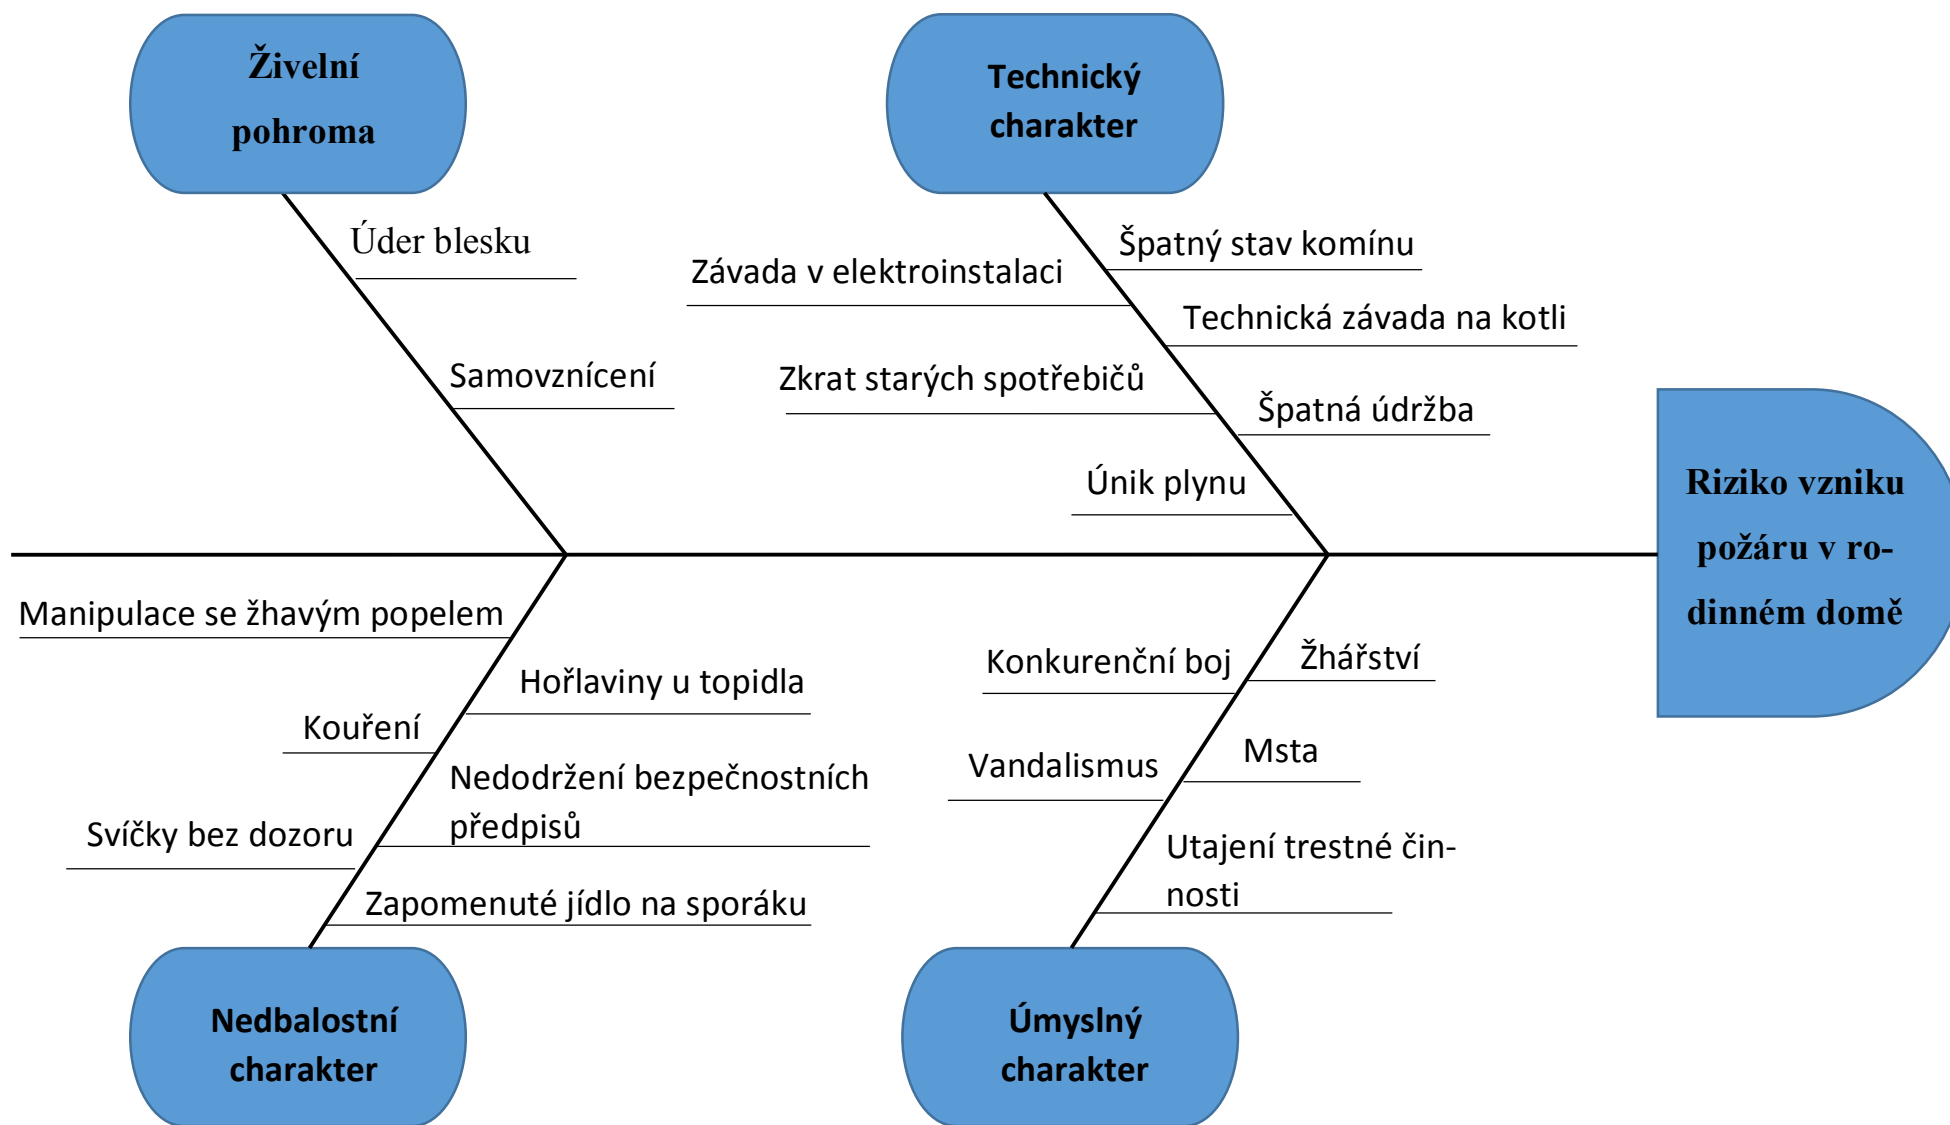 Živelní
pohroma
Technický
charakter
Úder blesku
Samovznícení
Závada v elektroinstalaci
Zkrat starých spotřebičů
Únik plynu
Špatný stav komínu
Technická závada na kotli
Špatná údržba
Riziko vzniku
požáru v ro-
dinném domě
Manipulace se žhavým popelem
Kouření
Svíčky bez dozoru
Hořlaviny u topidla
Nedodržení bezpečnostních
předpisů
Zapomenuté jídlo na sporáku
Konkurenční boj
Vandalismus
Žhářství
Msta
Utajení trestné čin-
nosti
Nedbalostní
charakter
Úmyslný
charakter